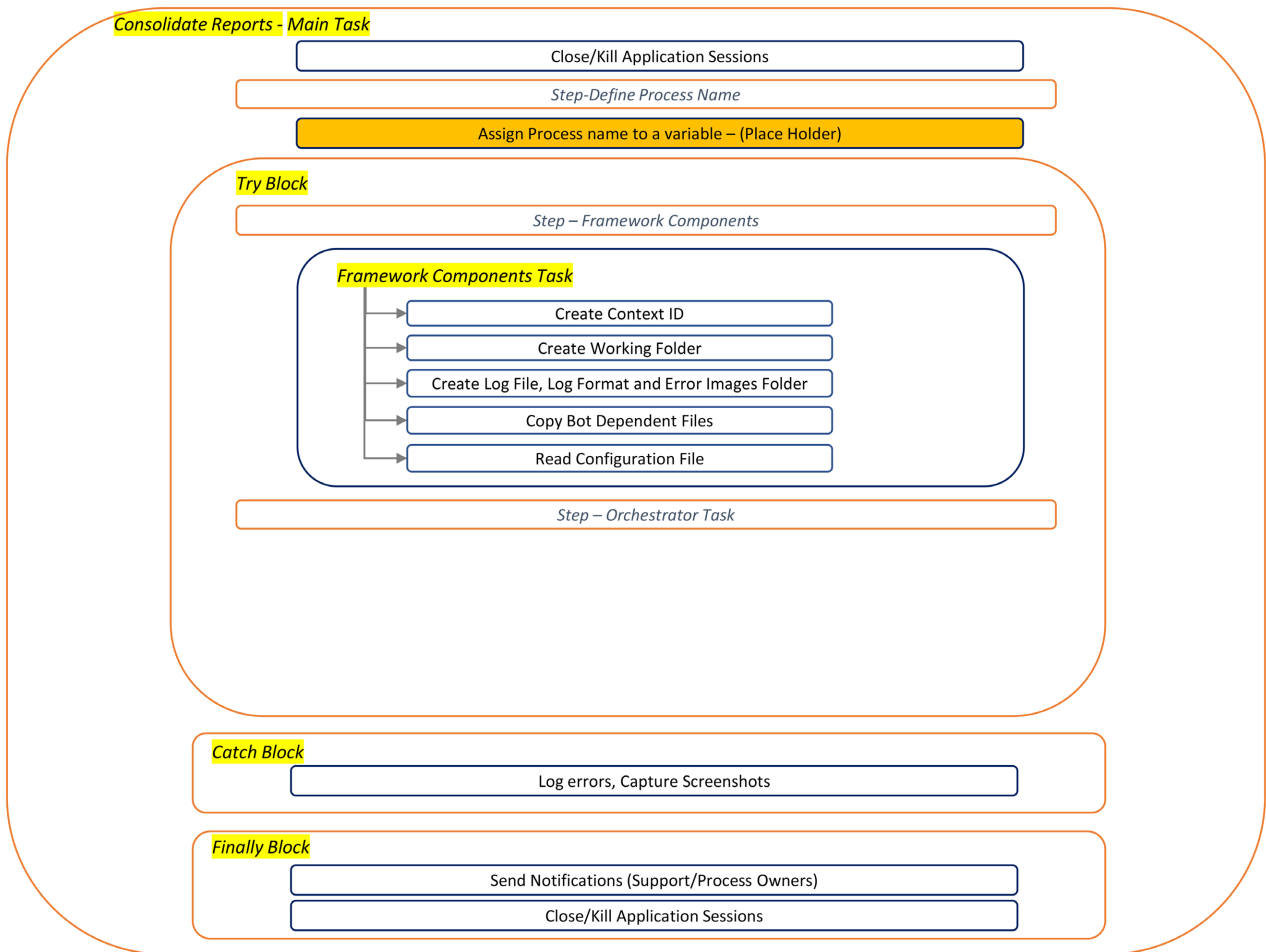 Consolidate Reports - Main Task
Close/Kill Application Sessions
Step-Define Process Name
Assign Process name to a variable – (Place Holder)
Try Block
Step – Framework Components
Framework Components Task
Create Context ID
Create Working Folder
Create Log File, Log Format and Error Images Folder
Copy Bot Dependent Files
Read Configuration File
Step – Orchestrator Task
Catch Block
Log errors, Capture Screenshots
Finally Block
Send Notifications (Support/Process Owners)
Close/Kill Application Sessions